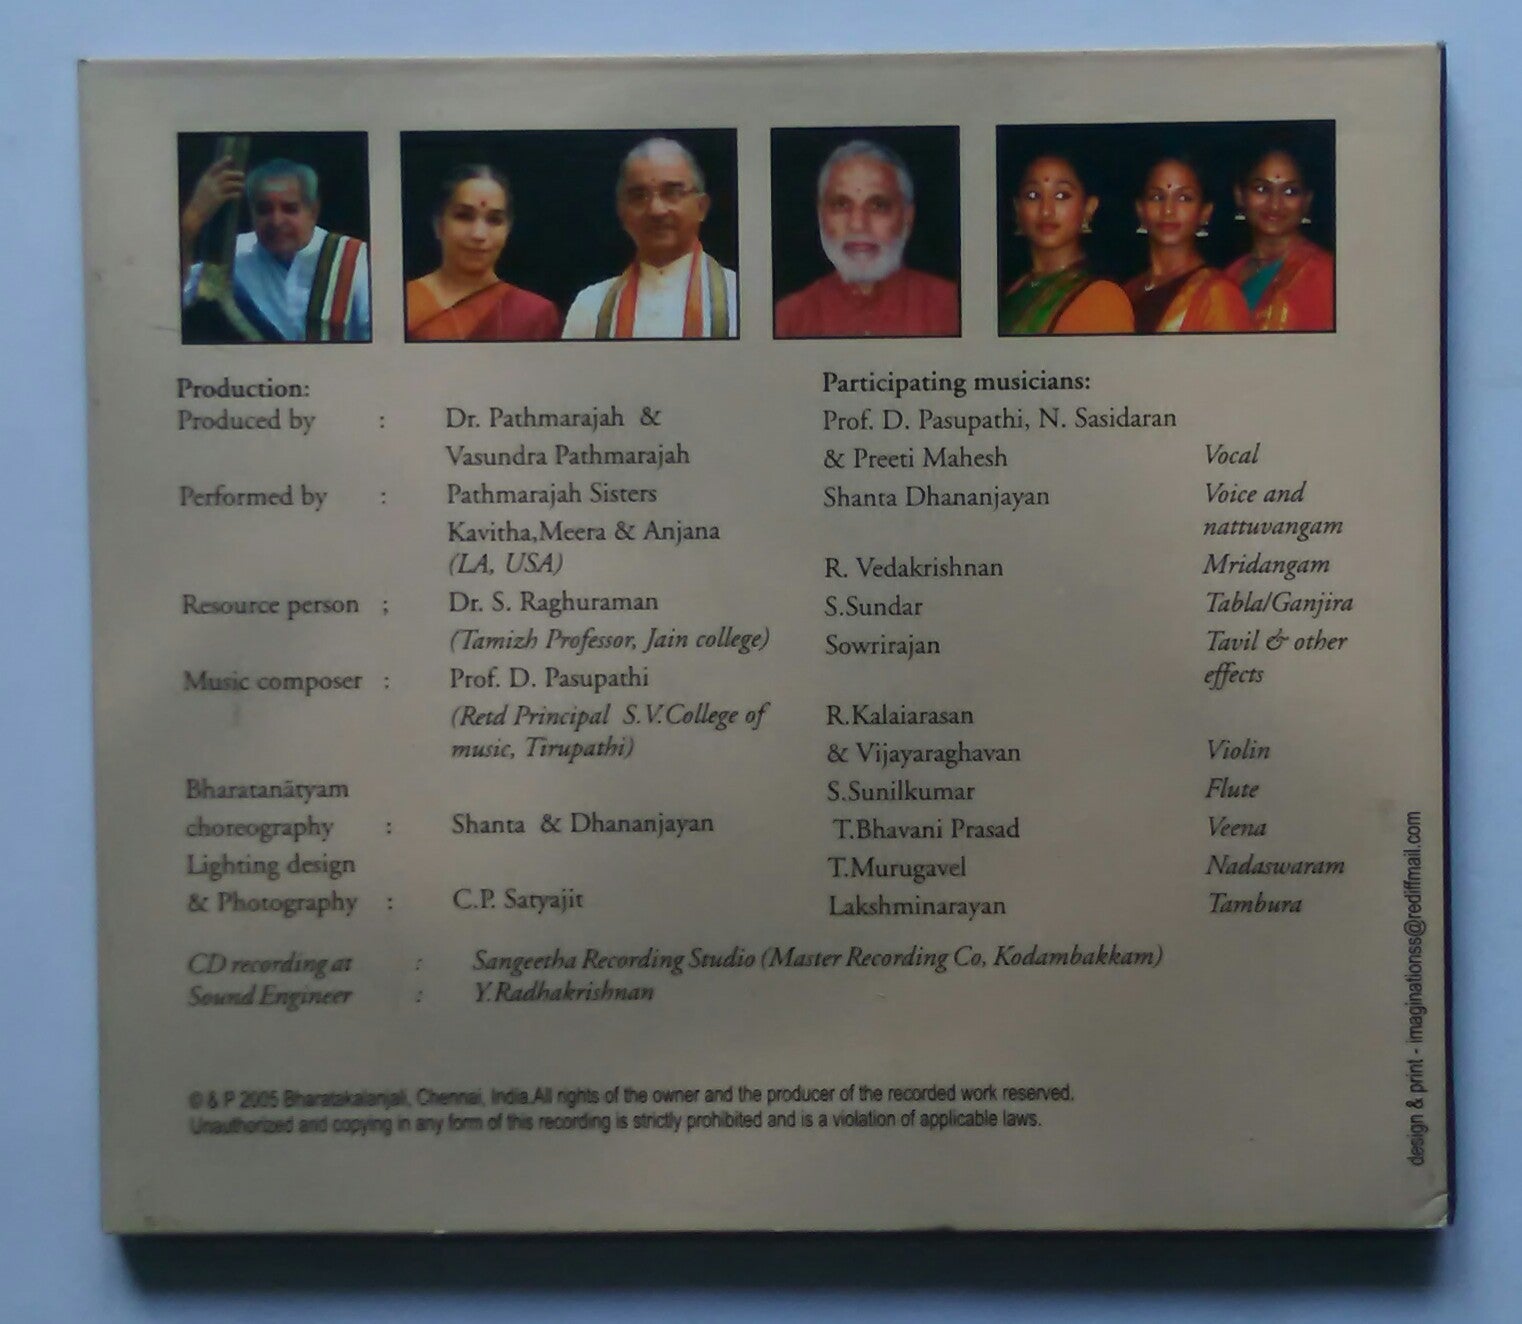 Production:
Produced by : Dr. Pathmarajah &
Vasundra Pathmarajah
Performed by : Pathmarajah Sisters
Kavitha,Meera & Anjana
(LA, USA)
Resource person ; Dr. S. Raghuraman
(Tamizh Professor, Jain college)
Music composer : Prof. D. Pasupathi
(Retd Principal S.V.College of
music, Tirupathi)
Bharatanātyam
choreography : Shanta & Dhananjayan
Lighting design
& Photography : C.P. Satyajit
Participating musicians:
Prof. D. Pasupathi, N. Sasidaran
& Preeti Mahesh Vocal
Shanta Dhananjayan Voice and
nattuvangam
R. Vedakrishnan Mridangam
S.Sundar Tabla/Ganjira
Sowrirajan Tavil & other
effects
R.Kalaiarasan
& Vijayaraghavan Violin
S.Sunilkumar Flute
T.Bhavani Prasad Veena
T.Murugavel Nadaswaram
Lakshminarayan Tambura
CD recording at : Sangeetha Recording Studio (Master Recording Co, Kodambakkam)
Sound Engineer : Y.Radhakrishnan
© & P 2005 Bharatakalanjali, Chennai, India.All rights of the owner and the producer of the recorded work reserved.
Unauthorized and copying in any form of this recording is strictly prohibited and is a violation of applicable laws.
design & print - imaginationss@rediffmail.com